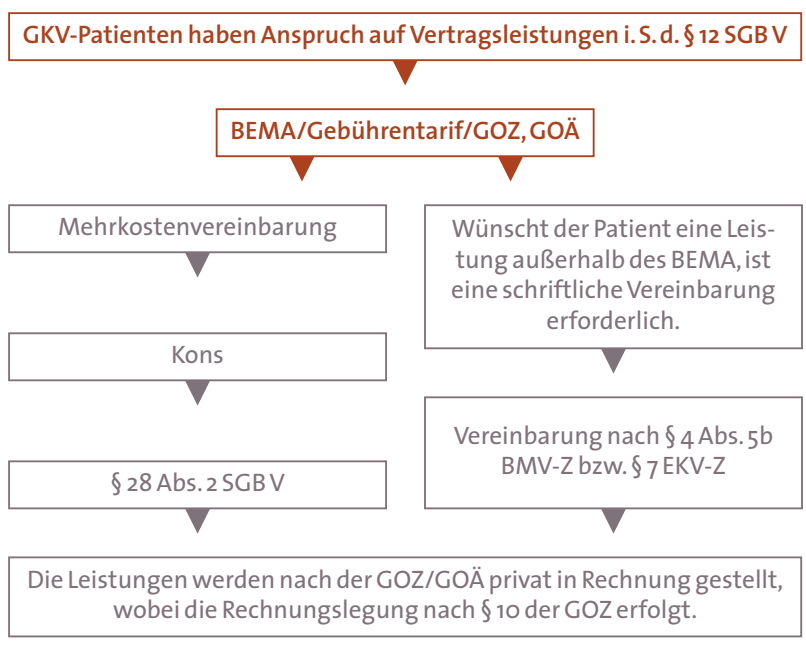 GKV-Patienten haben Anspruch auf Vertragsleistungen i. S. d. § 12 SGB V
BEMA/Gebührentarif/GOZ, GOÄ
Mehrkostenvereinbarung
Kons
§ 28 Abs. 2 SGB V
Wünscht der Patient eine Leis-
tung außerhalb des BEMA, ist
eine schriftliche Vereinbarung
erforderlich.
Vereinbarung nach § 4 Abs. 5b
BMV-Z bzw. § 7 EKV-Z
Die Leistungen werden nach der GOZ/GOÄ privat in Rechnung gestellt,
wobei die Rechnungslegung nach § 10 der GOZ erfolgt.